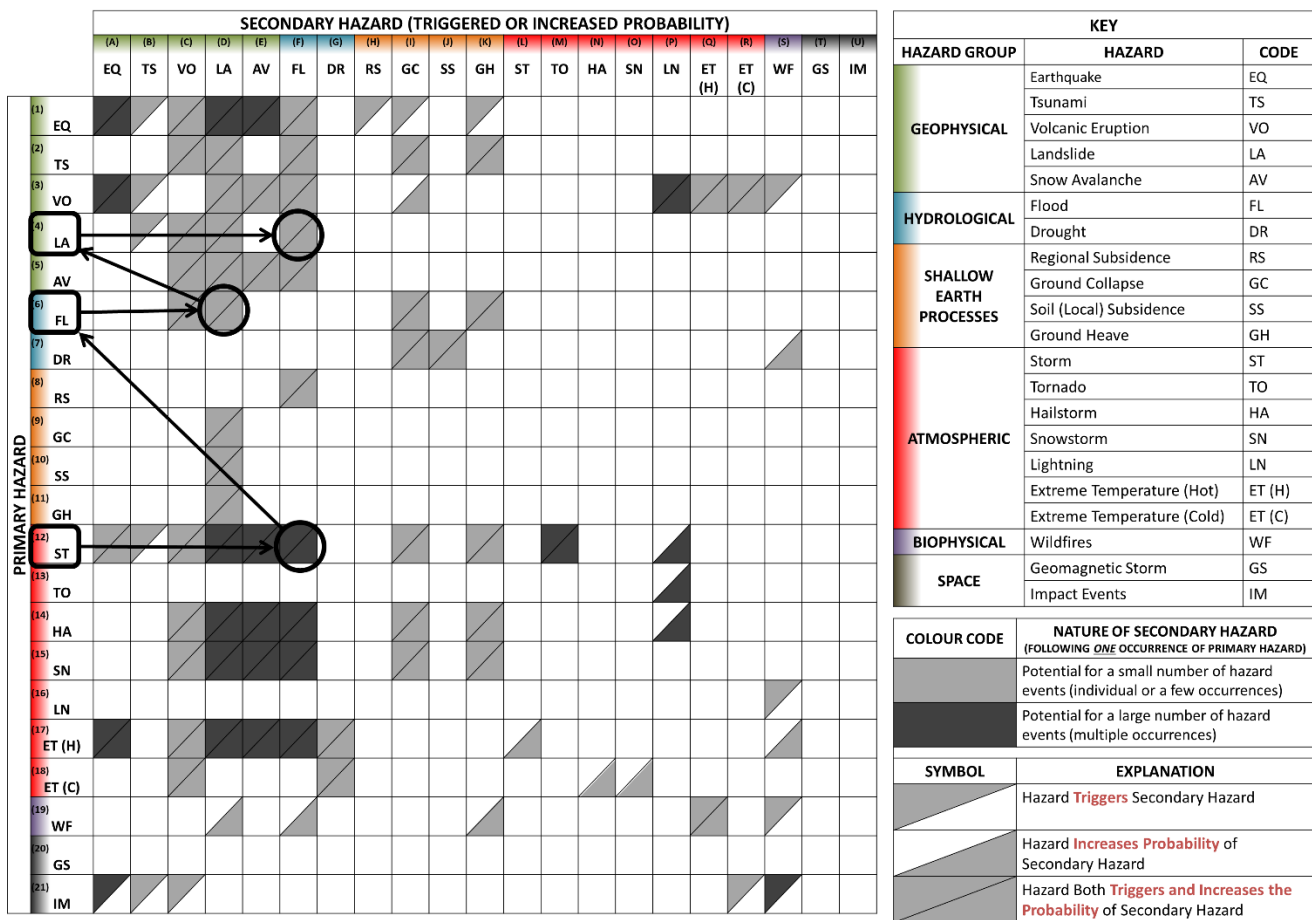 SECONDARY HAZARD (TRIGGERED OR INCREASED PROBABILITY)
(A) (B) (C) (D) (E) (F) (G) (H) (I) (J) (K) (L) (M) (N) (O) (P) (Q) (R) (S) (T) (U)
EQ TS VO LA AV FL DR RS GC SS GH ST TO HA SN LN ET (H) ET (C) WF GS IM
PRIMARY HAZARD
(1) EQ
(2) TS
(3) VO
(4) LA
(5) AV
(6) FL
(7) DR
(8) RS
(9) GC
(10) SS
(11) GH
(12) ST
(13) TO
(14) HA
(15) SN
(16) LN
(17) ET (H)
(18) ET (C)
(19) WF
(20) GS
(21) IM
KEY
HAZARD GROUP HAZARD CODE
GEOPHYSICAL
Earthquake EQ
Tsunami TS
Volcanic Eruption VO
Landslide LA
Snow Avalanche AV
HYDROLOGICAL
Flood FL
Drought DR
SHALLOW
EARTH
PROCESSES
Regional Subsidence RS
Ground Collapse GC
Soil (Local) Subsidence SS
Ground Heave GH
ATMOSPHERIC
Storm ST
Tornado TO
Hailstorm HA
Snowstorm SN
Lightning LN
Extreme Temperature (Hot) ET (H)
Extreme Temperature (Cold) ET (C)
BIOPHYSICAL
Wildfires WF
SPACE
Geomagnetic Storm GS
Impact Events IM
COLOUR CODE
NATURE OF SECONDARY HAZARD
(FOLLOWING ONE OCCURRENCE OF PRIMARY HAZARD)
Potential for a small number of hazard
events (individual or a few occurrences)
Potential for a large number of hazard
events (multiple occurrences)
SYMBOL EXPLANATION
Hazard Triggers Secondary Hazard
Hazard Increases Probability of
Secondary Hazard
Hazard Both Triggers and Increases the
Probability of Secondary Hazard